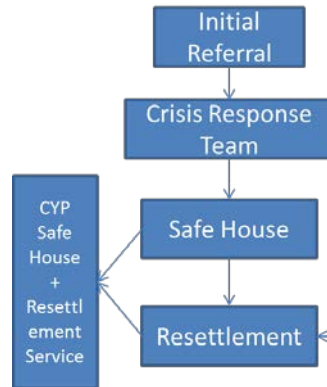 Initial
Referral
Crisis Response
Team
CYP
Safe
House
+
Resettl
ement
Service
Safe House
Resettlement